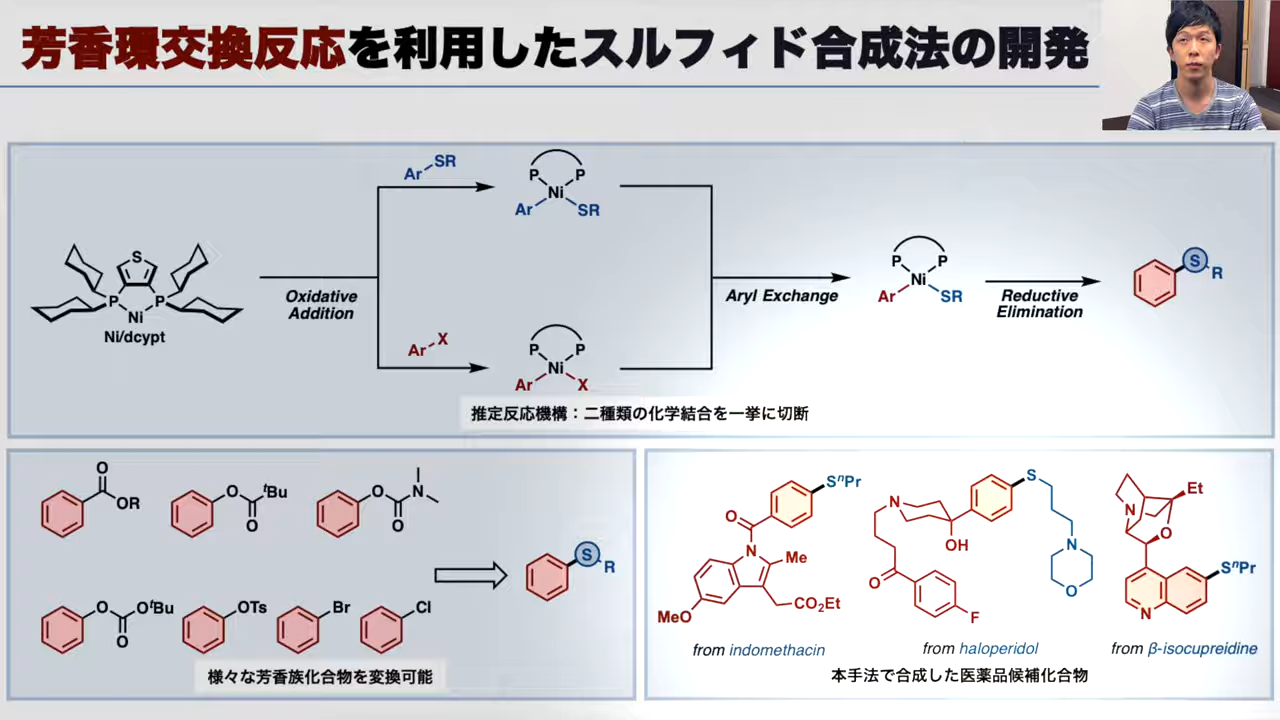 芳香環交換反応を利用したスルフィド合成法の開発
Ar SR
P P
Ni
Ar SR
S
P P
Ni
Ni/dcypt
Oxidative
Addition
Ar X
P P
Ni
Ar X
Aryl Exchange
P P
Ni
Ar SR
Reductive
Elimination
S R
推定反応機構：二種類の化学結合を一挙に切断
O
OR
O tBu
O
O N
O
O OtBu
O
OTs
Br
Cl
S R
様々な芳香族化合物を変換可能
SnPr
O
N
Me
MeO
CO2Et
from indomethacin
N
S
OH
O
F
N
O
from haloperidol
Et
N
O
SnPr
N
from β-isocupreidine
本手法で合成した医薬品候補化合物